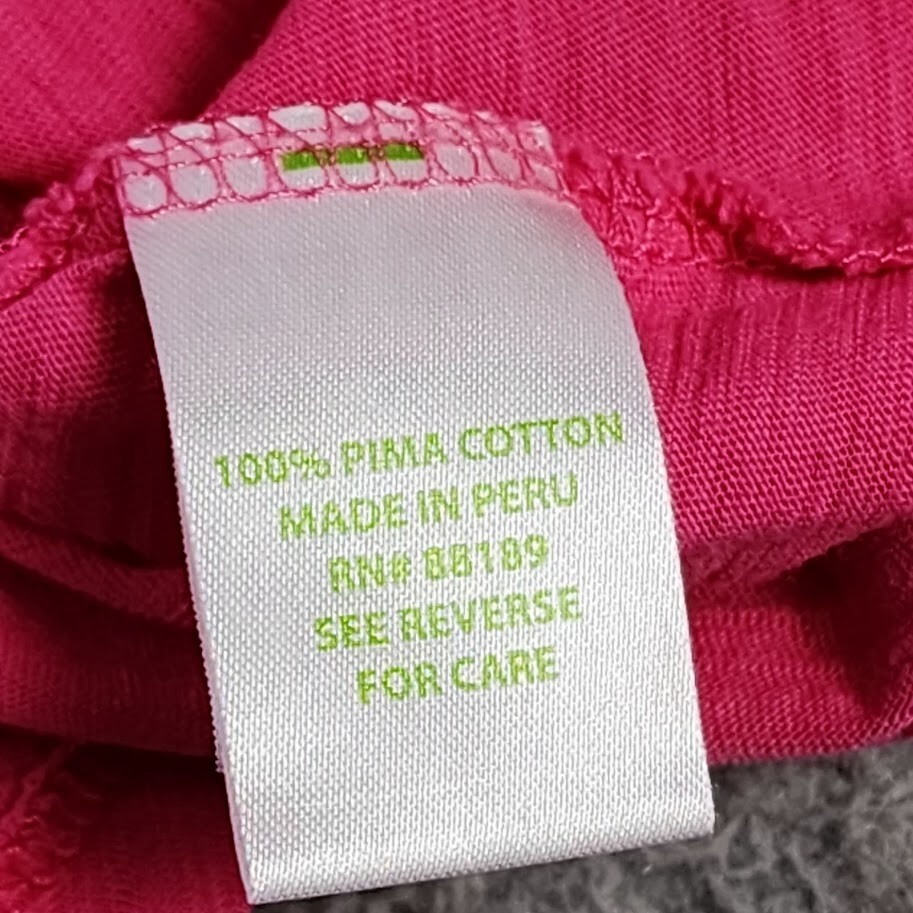 100% PIMA COTTON
MADE IN PERU
RN# 88189
SEE REVERSE
FOR CARE